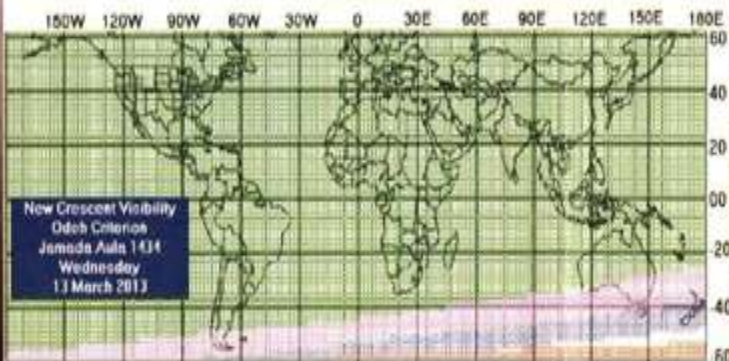 150W 120W 90W 60W 30W 0 30E 60E 90E 120E 150E 180E
60
40
20
00
New Crescent Visibility
Odeh Criterion
Jamada Aula 1434
Wednesday
13 March 2013
-20
-40
-60